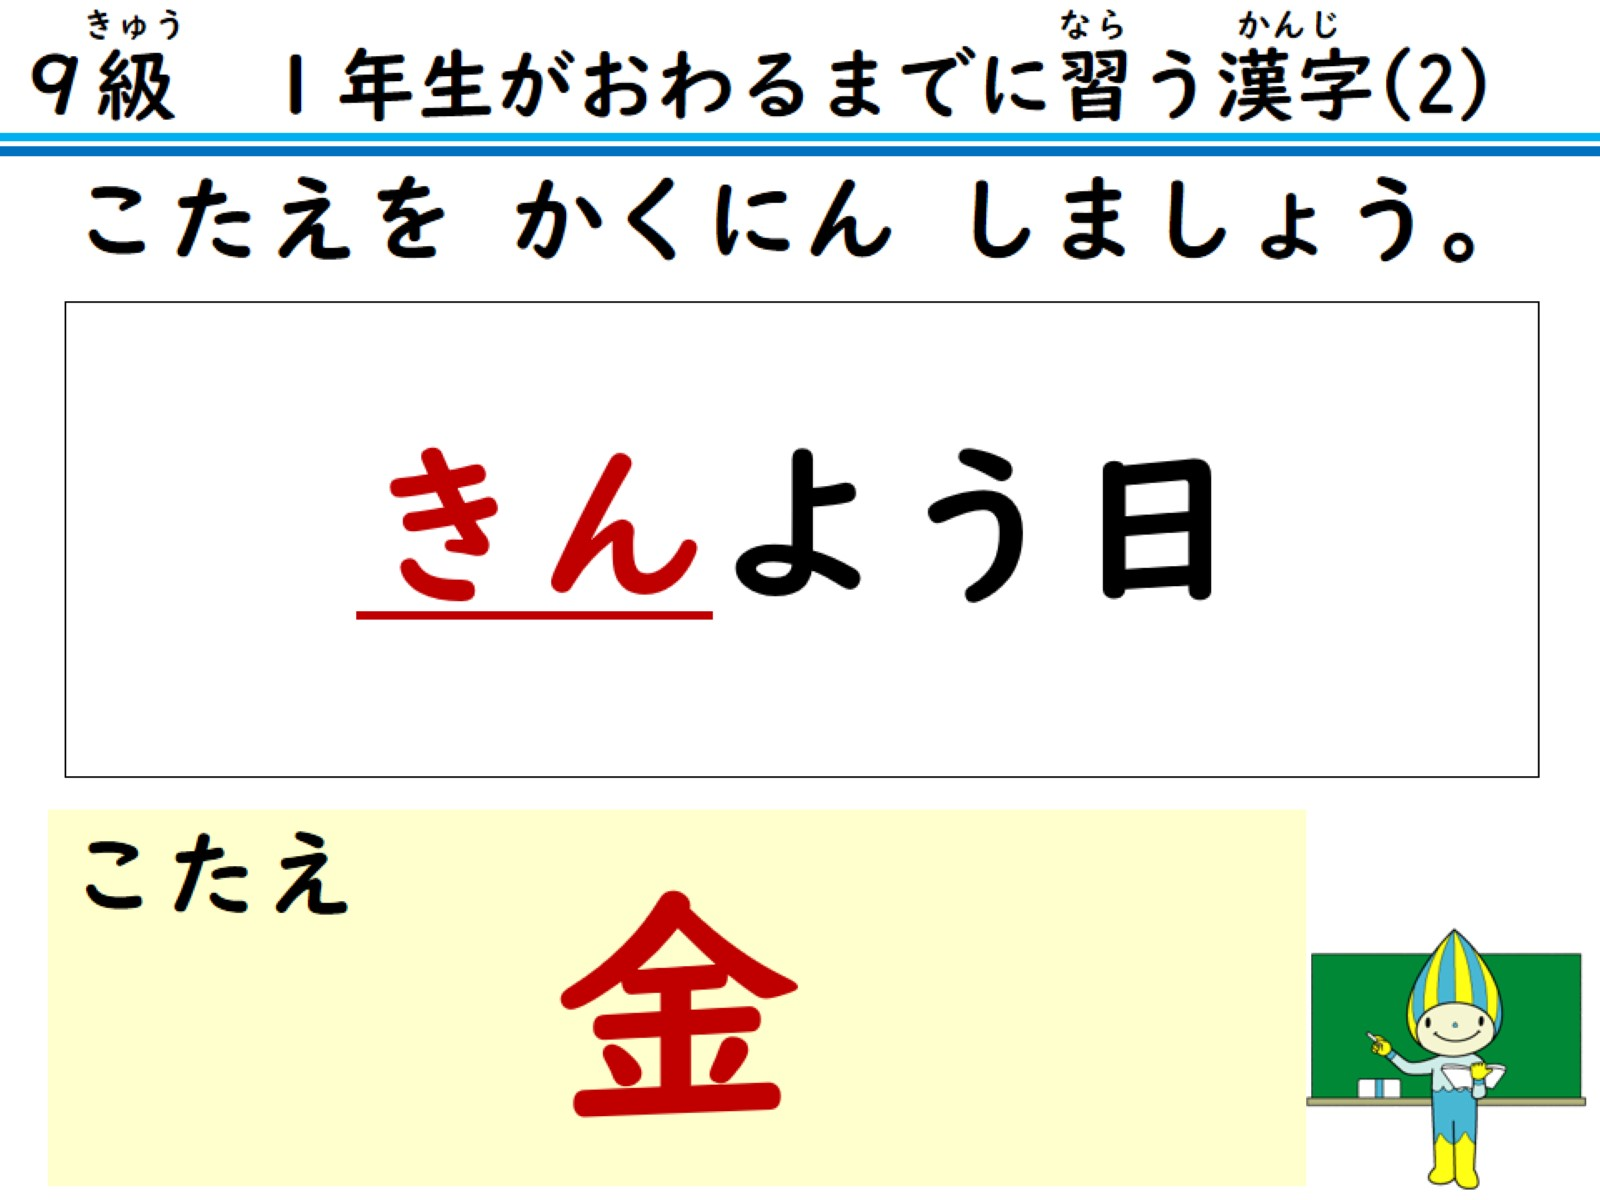 きゅう なら かんじ
9級 1年生がおわるまでに習う漢字(2)
こたえを かくにん しましょう。
きんよう日
こたえ
金